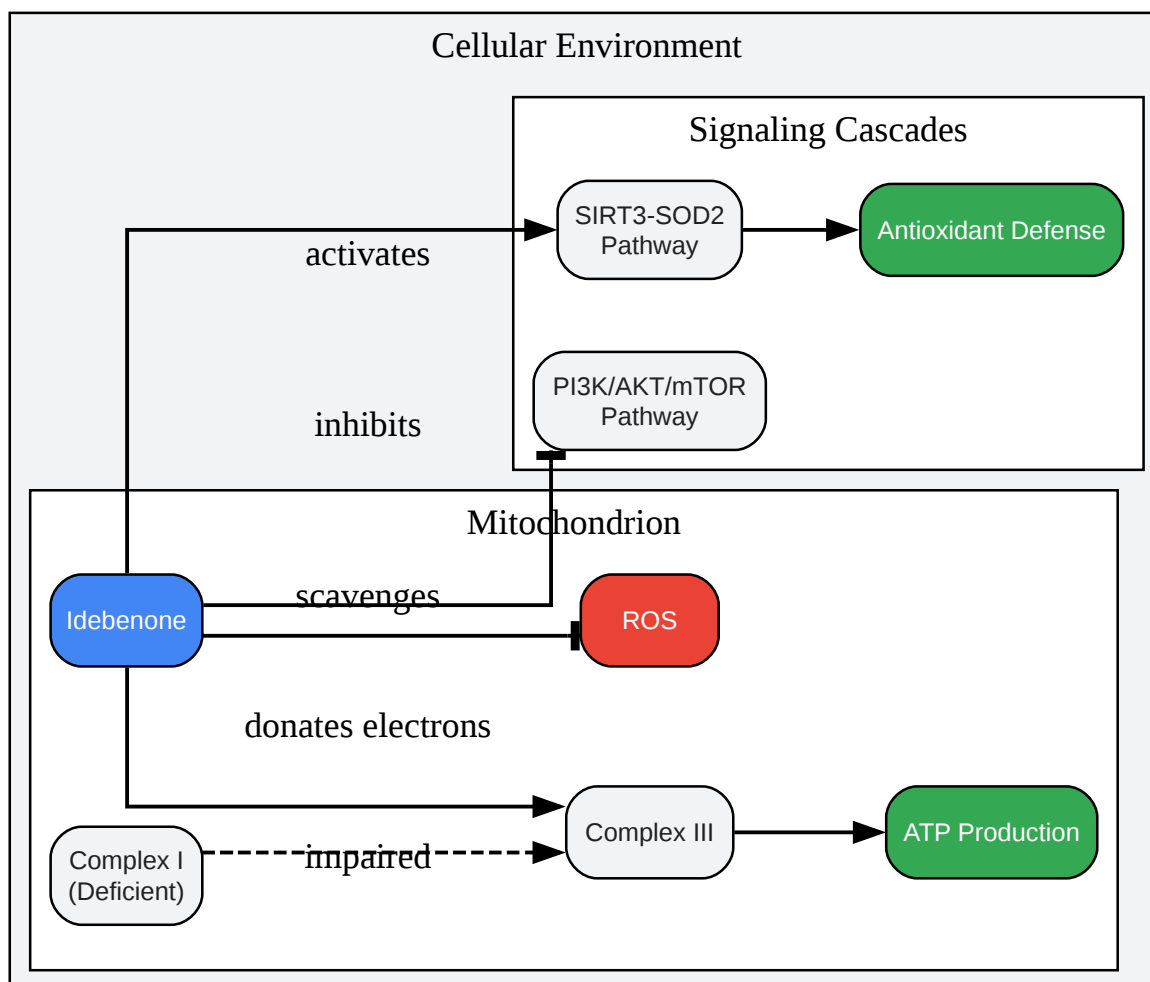 Cellular Environment
Signaling Cascades
SIRT3-SOD2
Pathway
Antioxidant Defense
activates
PI3K/AKT/mTOR
Pathway
inhibits
Mitochondrion
Idebenone
scavenges
ROS
donates electrons
Complex III
ATP Production
Complex I
(Deficient)
impaired